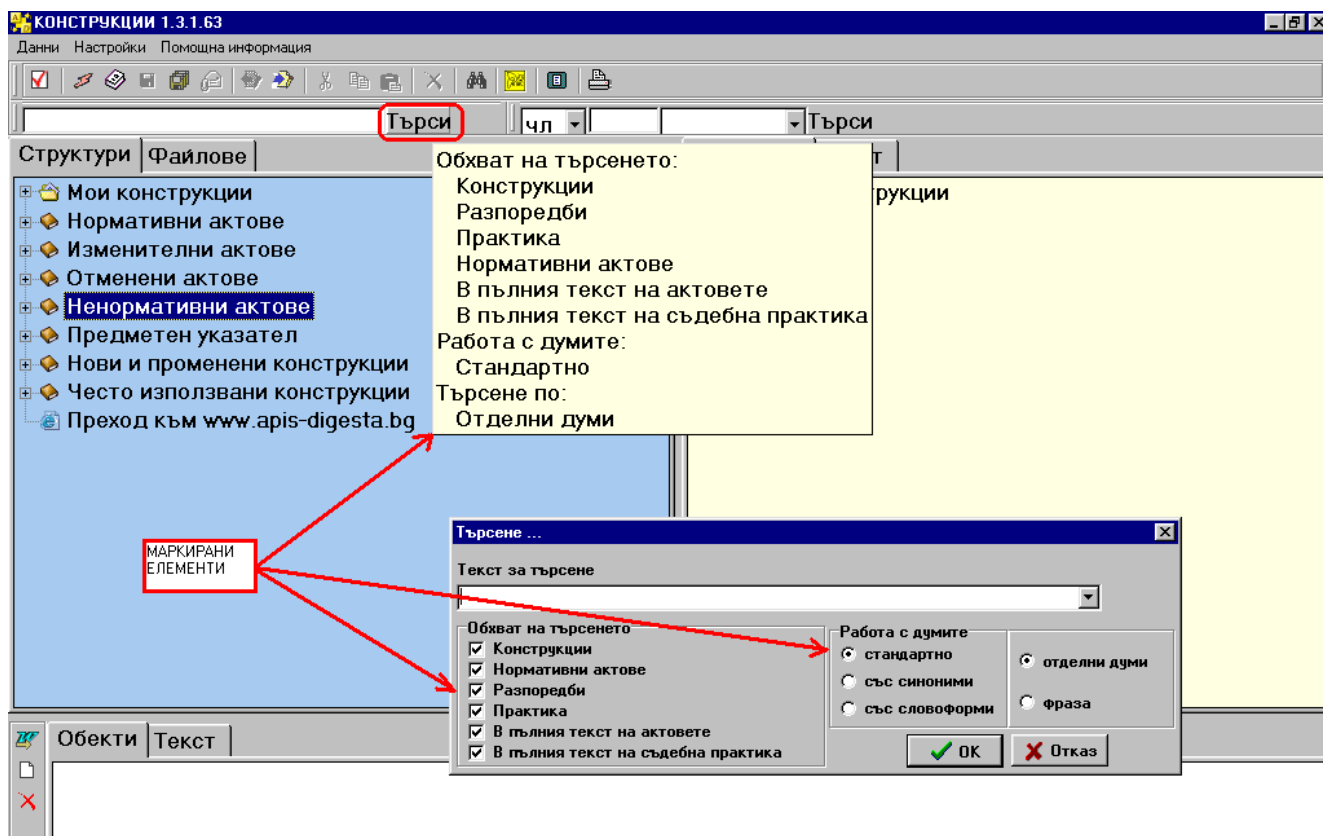 КОНСТРУКЦИИ 1.3.1.63
Данни Настройки Помощна информация
Търси чл Търси
Структури Файлове
т
Мои конструкции
Нормативни актове
Изменителни актове
Отменени актове
Ненормативни актове
Предметен указател
Нови и променени конструкции
Често използвани конструкции
Преход към www.apis-digesta.bg
Обхват на търсенето:
Конструкции
Разпоредби
Практика
Нормативни актове
В пълния текст на актовете
В пълния текст на съдебна практика
Работа с думите:
Стандартно
Търсене по:
Отделни думи
рукции
МАРКИРАНИ
ЕЛЕМЕНТИ
Търсене ...
Текст за търсене
Обхват на търсенето
Конструкции
Нормативни актове
Разпоредби
Практика
В пълния текст на актовете
В пълния текст на съдебна практика
Работа с думите
стандартно
със синоними
със словоформи
отделни думи
фраза
OK Отказ
Обекти Текст